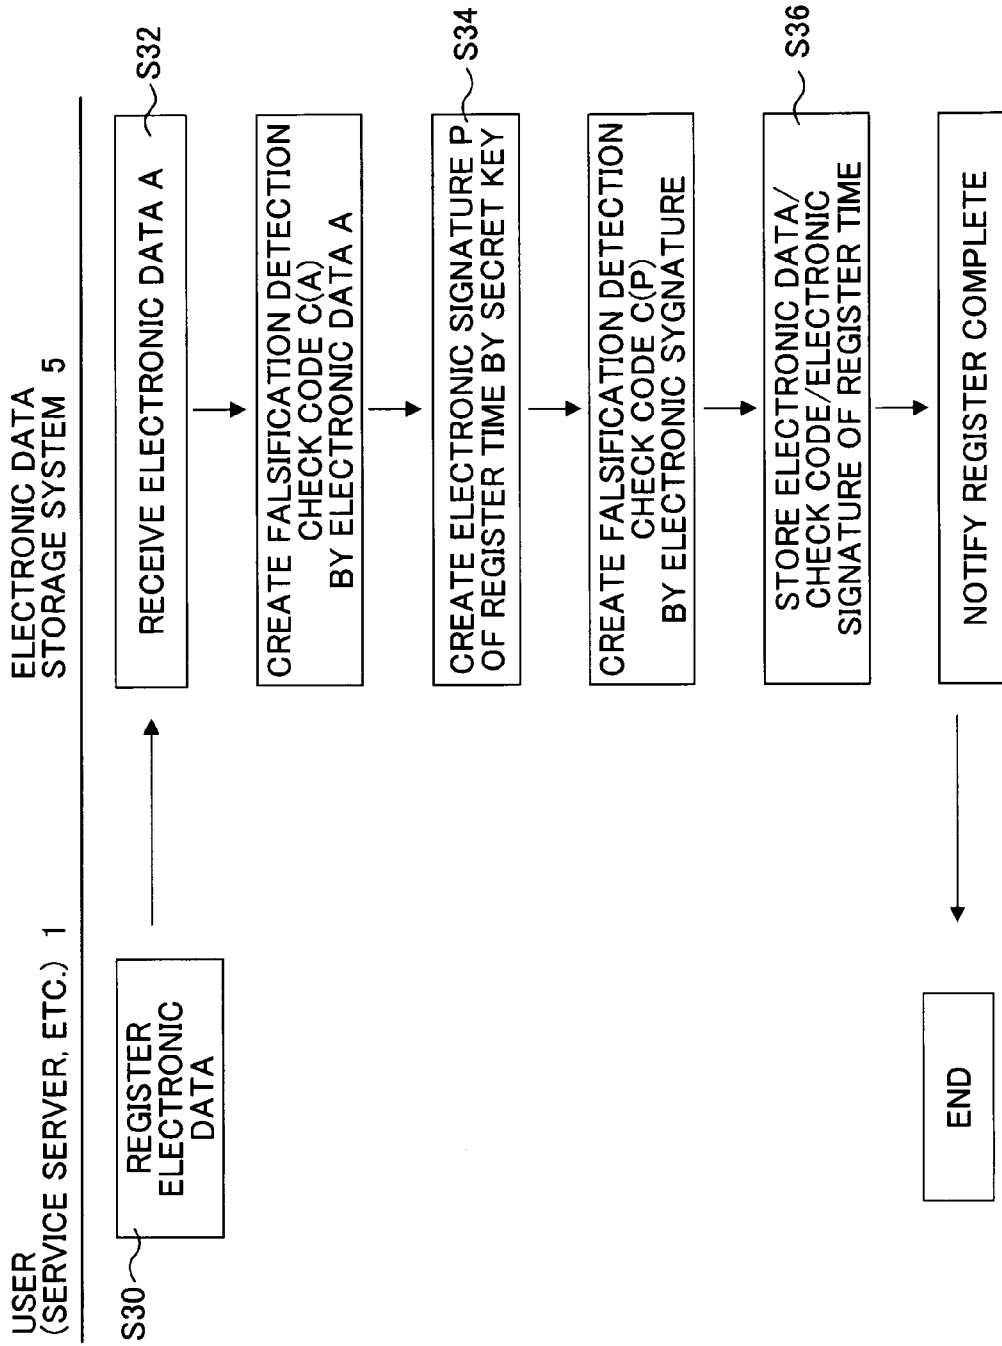 USER
(SERVICE SERVER, ETC.) 1
ELECTRONIC DATA
STORAGE SYSTEM 5
S30
REGISTER
ELECTRONIC
DATA
RECEIVE ELECTRONIC DATA A
S32
CREATE FALSIFICATION DETECTION
CHECK CODE C(A)
BY ELECTRONIC DATA A
CREATE ELECTRONIC SIGNATURE P
OF REGISTER TIME BY SECRET KEY
S34
CREATE FALSIFICATION DETECTION
CHECK CODE C(P)
BY ELECTRONIC SYGNATURE
STORE ELECTRONIC DATA/
CHECK CODE/ELECTRONIC
SIGNATURE OF REGISTER TIME
S36
NOTIFY REGISTER COMPLETE
END